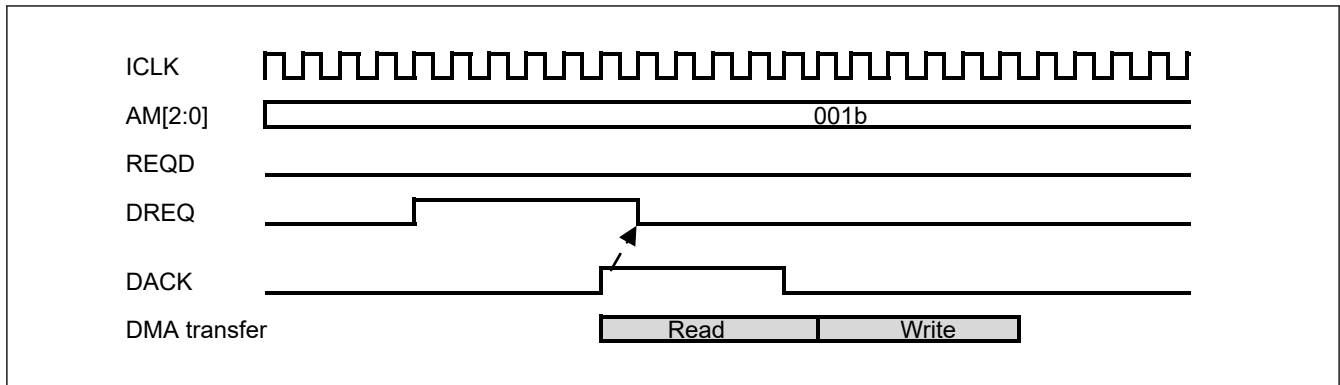 ICLK
AM[2:0] 001b
REQD
DREQ
DACK
DMA transfer Read Write